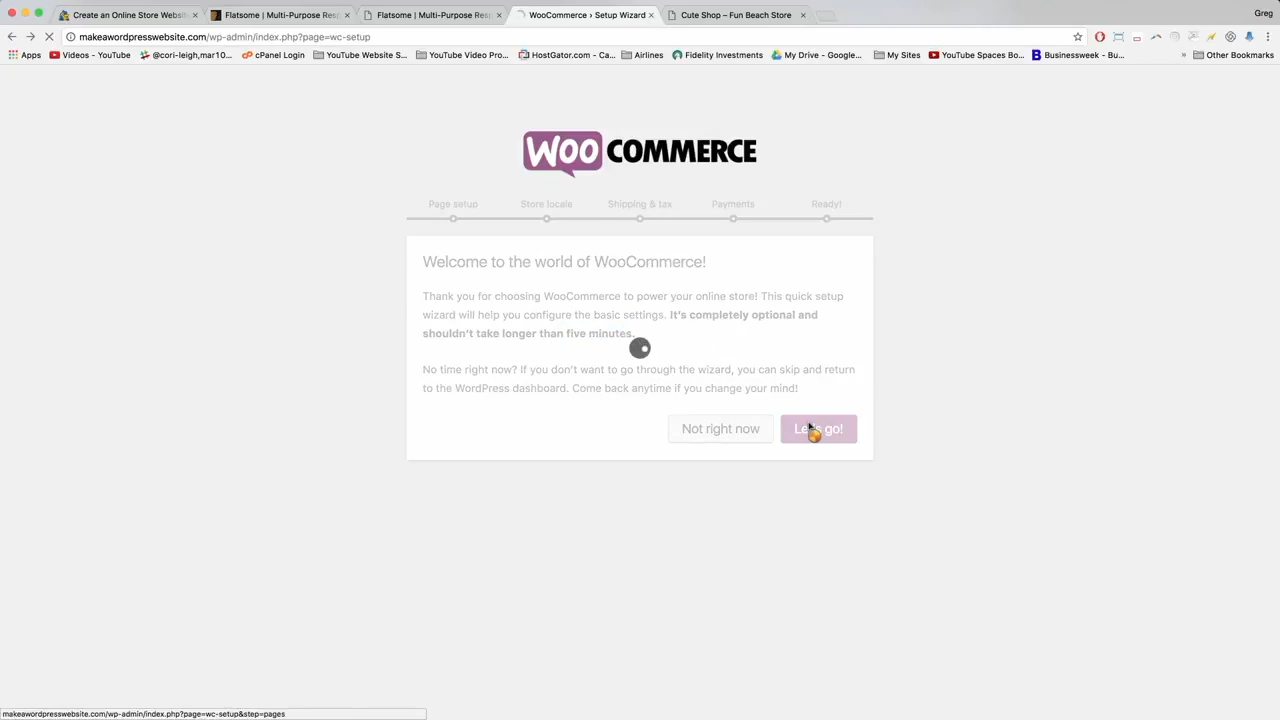 Create an Online Store Websit
Flatsome | Multi-Purpose Resp
Flatsome | Multi-Purpose Resp
WooCommerce › Setup Wizard
Cute Shop – Fun Beach Store
Greg
makeawordpresswebsite.com/wp-admin/index.php?page=wc-setup
Apps
Videos - YouTube
@cori-leigh,mar10...
cPanel Login
YouTube Website S...
YouTube Video Pro...
HostGator.com - Ca...
Airlines
Fidelity Investments
My Drive - Google...
My Sites
YouTube Spaces Bo...
Businessweek - Bu...
»
Other Bookmarks
WOO COMMERCE
Page setup
Store locale
Shipping & tax
Payments
Ready!
Welcome to the world of WooCommerce!
Thank you for choosing WooCommerce to power your online store! This quick setup
wizard will help you configure the basic settings. It's completely optional and
shouldn't take longer than five minutes.
No time right now? If you don't want to go through the wizard, you can skip and return
to the WordPress dashboard. Come back anytime if you change your mind!
Not right now
Let's go!
makeawordpresswebsite.com/wp-admin/index.php?page=wc-setup&step=pages